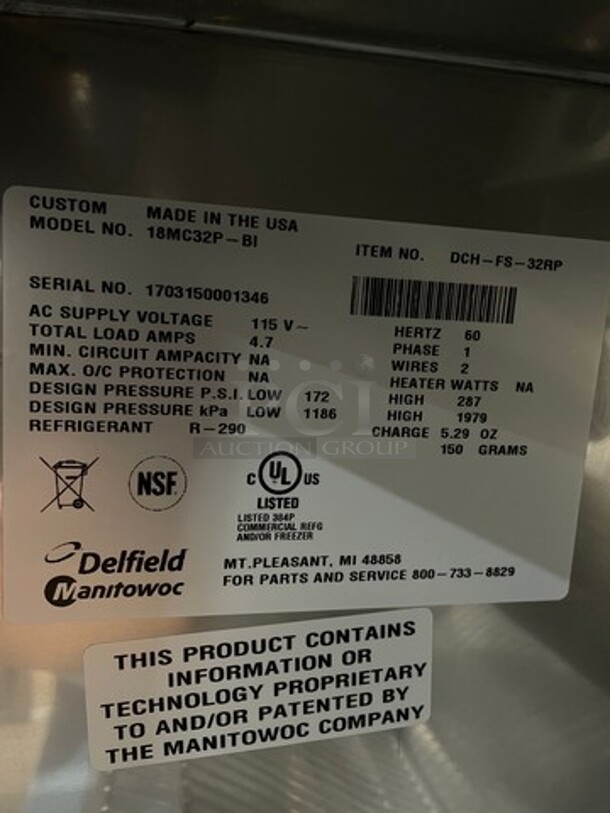 CUSTOM MADE IN THE USA
MODEL NO. 18MC32P-BI
ITEM NO. DCH-FS-32RP
SERIAL NO. 1703150001346
AC SUPPLY VOLTAGE 115 V~ HERTZ 60
TOTAL LOAD AMPS 4.7 PHASE 1
MIN. CIRCUIT AMPACITY NA WIRES 2
MAX. O/C PROTECTION NA HEATER WATTS NA
DESIGN PRESSURE P.S.I. LOW 172 HIGH 287
DESIGN PRESSURE kPa LOW 1186 HIGH 1979
REFRIGERANT R-290 CHARGE 5.29 OZ
150 GRAMS
AUCTION GROUP
NSF
C UL US
LISTED
LISTED 384P
COMMERCIAL REFG
AND/OR FREEZER
Delfield
Manitowoc
MT.PLEASANT, MI 48858
FOR PARTS AND SERVICE 800-733-8829
THIS PRODUCT CONTAINS
INFORMATION OR
TECHNOLOGY PROPRIETARY
TO AND/OR PATENTED BY
THE MANITOWOC COMPANY